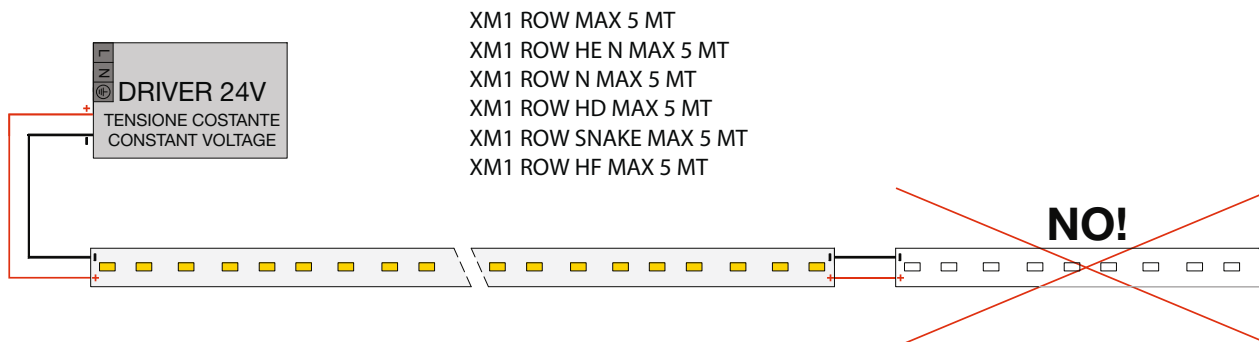 XM1 ROW MAX 5 MT
XM1 ROW HE N MAX 5 MT
XM1 ROW N MAX 5 MT
XM1 ROW HD MAX 5 MT
XM1 ROW SNAKE MAX 5 MT
XM1 ROW HF MAX 5 MT
L
N
DRIVER 24V
TENSIONE COSTANTE
CONSTANT VOLTAGE
+
-
NO!
-
+
-
+
-
+